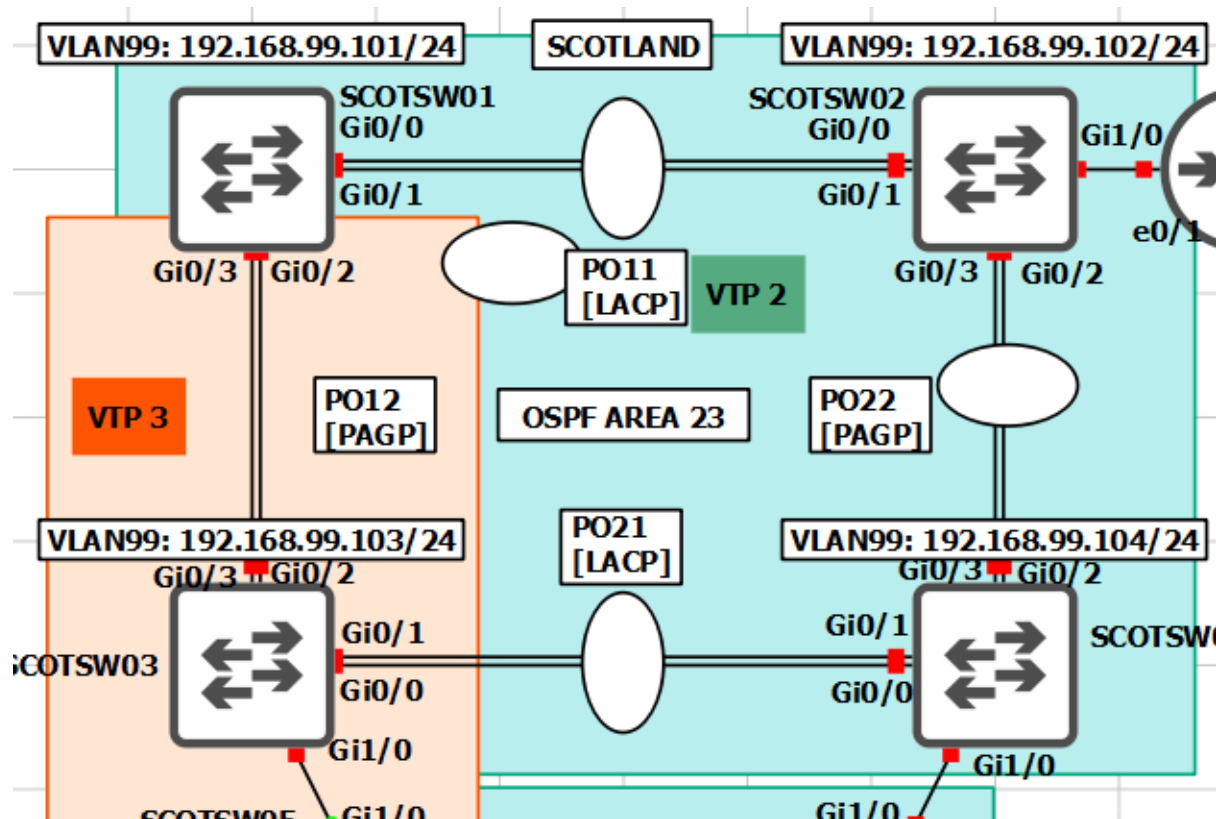 VLAN99: 192.168.99.101/24
SCOTLAND
VLAN99: 192.168.99.102/24
SCOTSW01
Gi0/0
Gi0/1
SCOTSW02
Gi0/0
Gi0/1
Gi1/0
e0/1
Gi0/3
Gi0/2
PO11
[LACP]
VTP 2
Gi0/3
Gi0/2
VTP 3
PO12
[PAGP]
OSPF AREA 23
PO22
[PAGP]
VLAN99: 192.168.99.103/24
PO21
[LACP]
VLAN99: 192.168.99.104/24
Gi0/3
Gi0/2
Gi0/3
Gi0/2
SCOTSW03
Gi0/1
Gi0/0
Gi0/1
Gi0/0
Gi1/0
Gi1/0
Gi1/0
Gi1/0